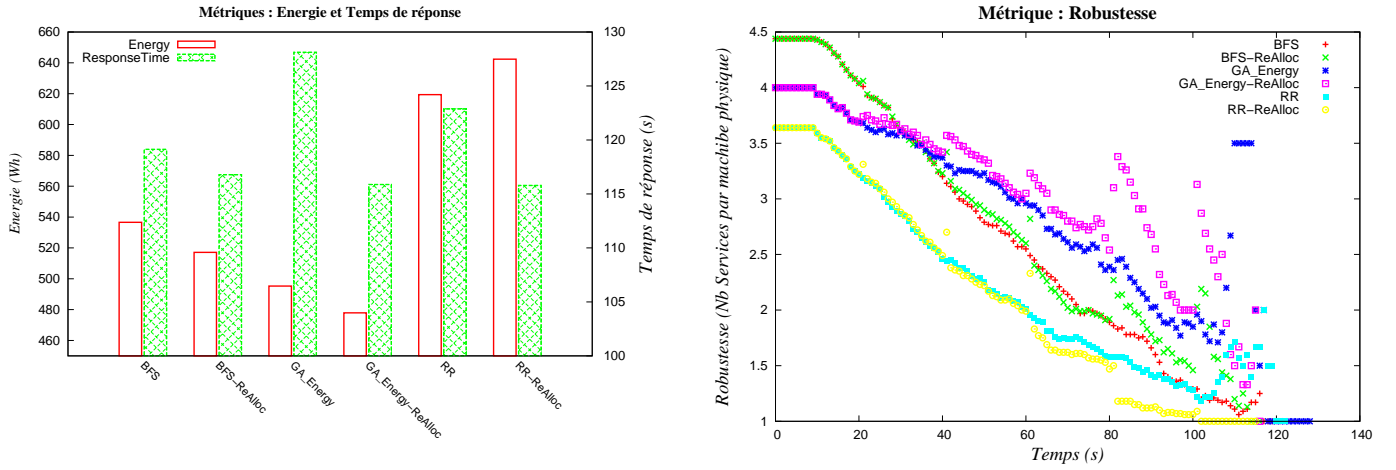 Métriques : Energie et Temps de réponse
Energy
ResponseTime
660
640
620
600
580
560
540
520
500
480
460
Energie (Wh)
130
125
120
115
110
105
100
Temps de réponse (s)
BFS
BFS-ReAlloc
GA_Energy
GA_Energy-ReAlloc
RR
RR-ReAlloc
Métrique : Robustesse
BFS
BFS-ReAlloc
GA_Energy
GA_Energy-ReAlloc
RR
RR-ReAlloc
4.5
4
3.5
3
2.5
2
1.5
1
Robustesse (Nb Services par machibe physique)
0
20
40
60
80
100
120
140
Temps (s)